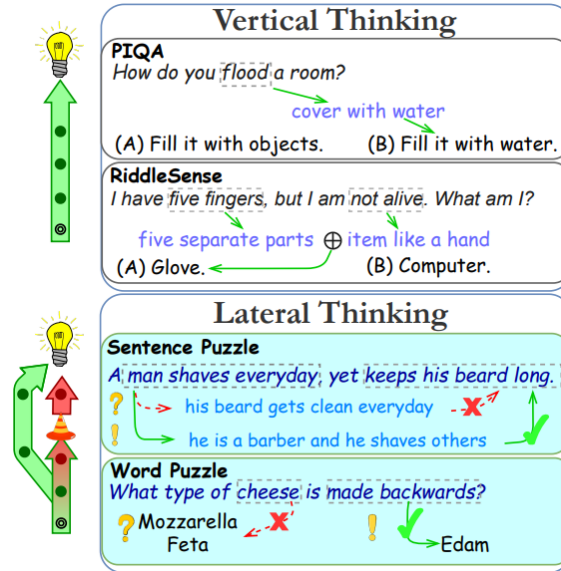 Vertical Thinking
PIQA
How do you flood a room?
cover with water
(A) Fill it with objects. (B) Fill it with water.
RiddleSense
I have five fingers, but I am not alive. What am I?
five separate parts ⊕ item like a hand
(A) Glove. (B) Computer.
Lateral Thinking
Sentence Puzzle
A man shaves everyday, yet keeps his beard long.
? his beard gets clean everyday
! he is a barber and he shaves others
Word Puzzle
What type of cheese is made backwards?
? Mozzarella ! Edam
Feta